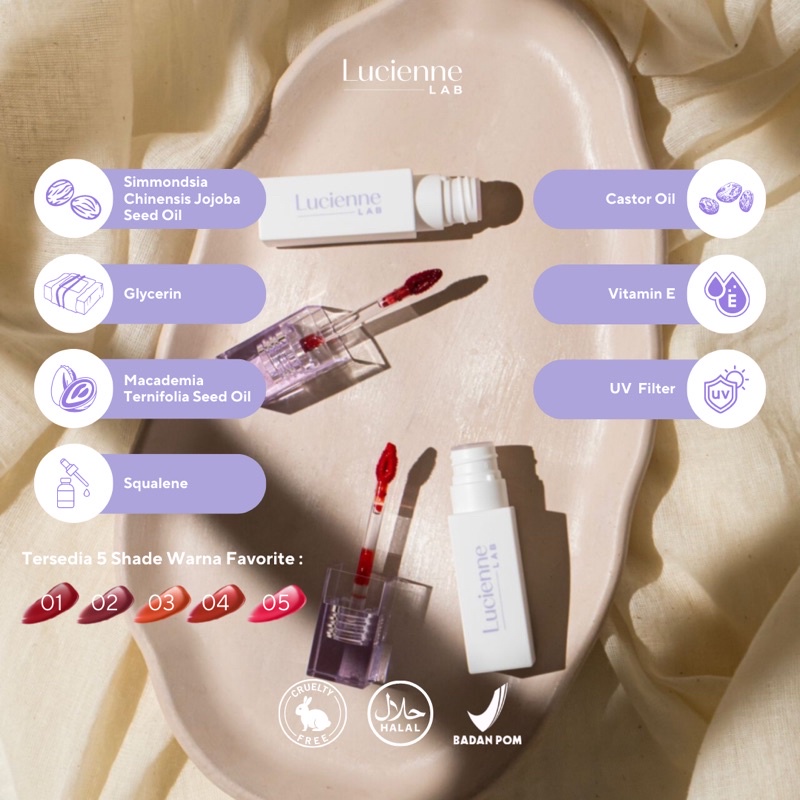 Lucienne
LAB
Simmondsia
Chinensis Jojoba
Seed Oil
Glycerin
Macademia
Ternifolia Seed Oil
Squalene
Castor Oil
Vitamin E
E
UV Filter
UV
Lucienne
LAB
Lucienne
LAB
Tersedia 5 Shade Warna Favorite :
01 02 03 04 05
CRUELTY
FREE
حلال
HALAL
BADAN POM